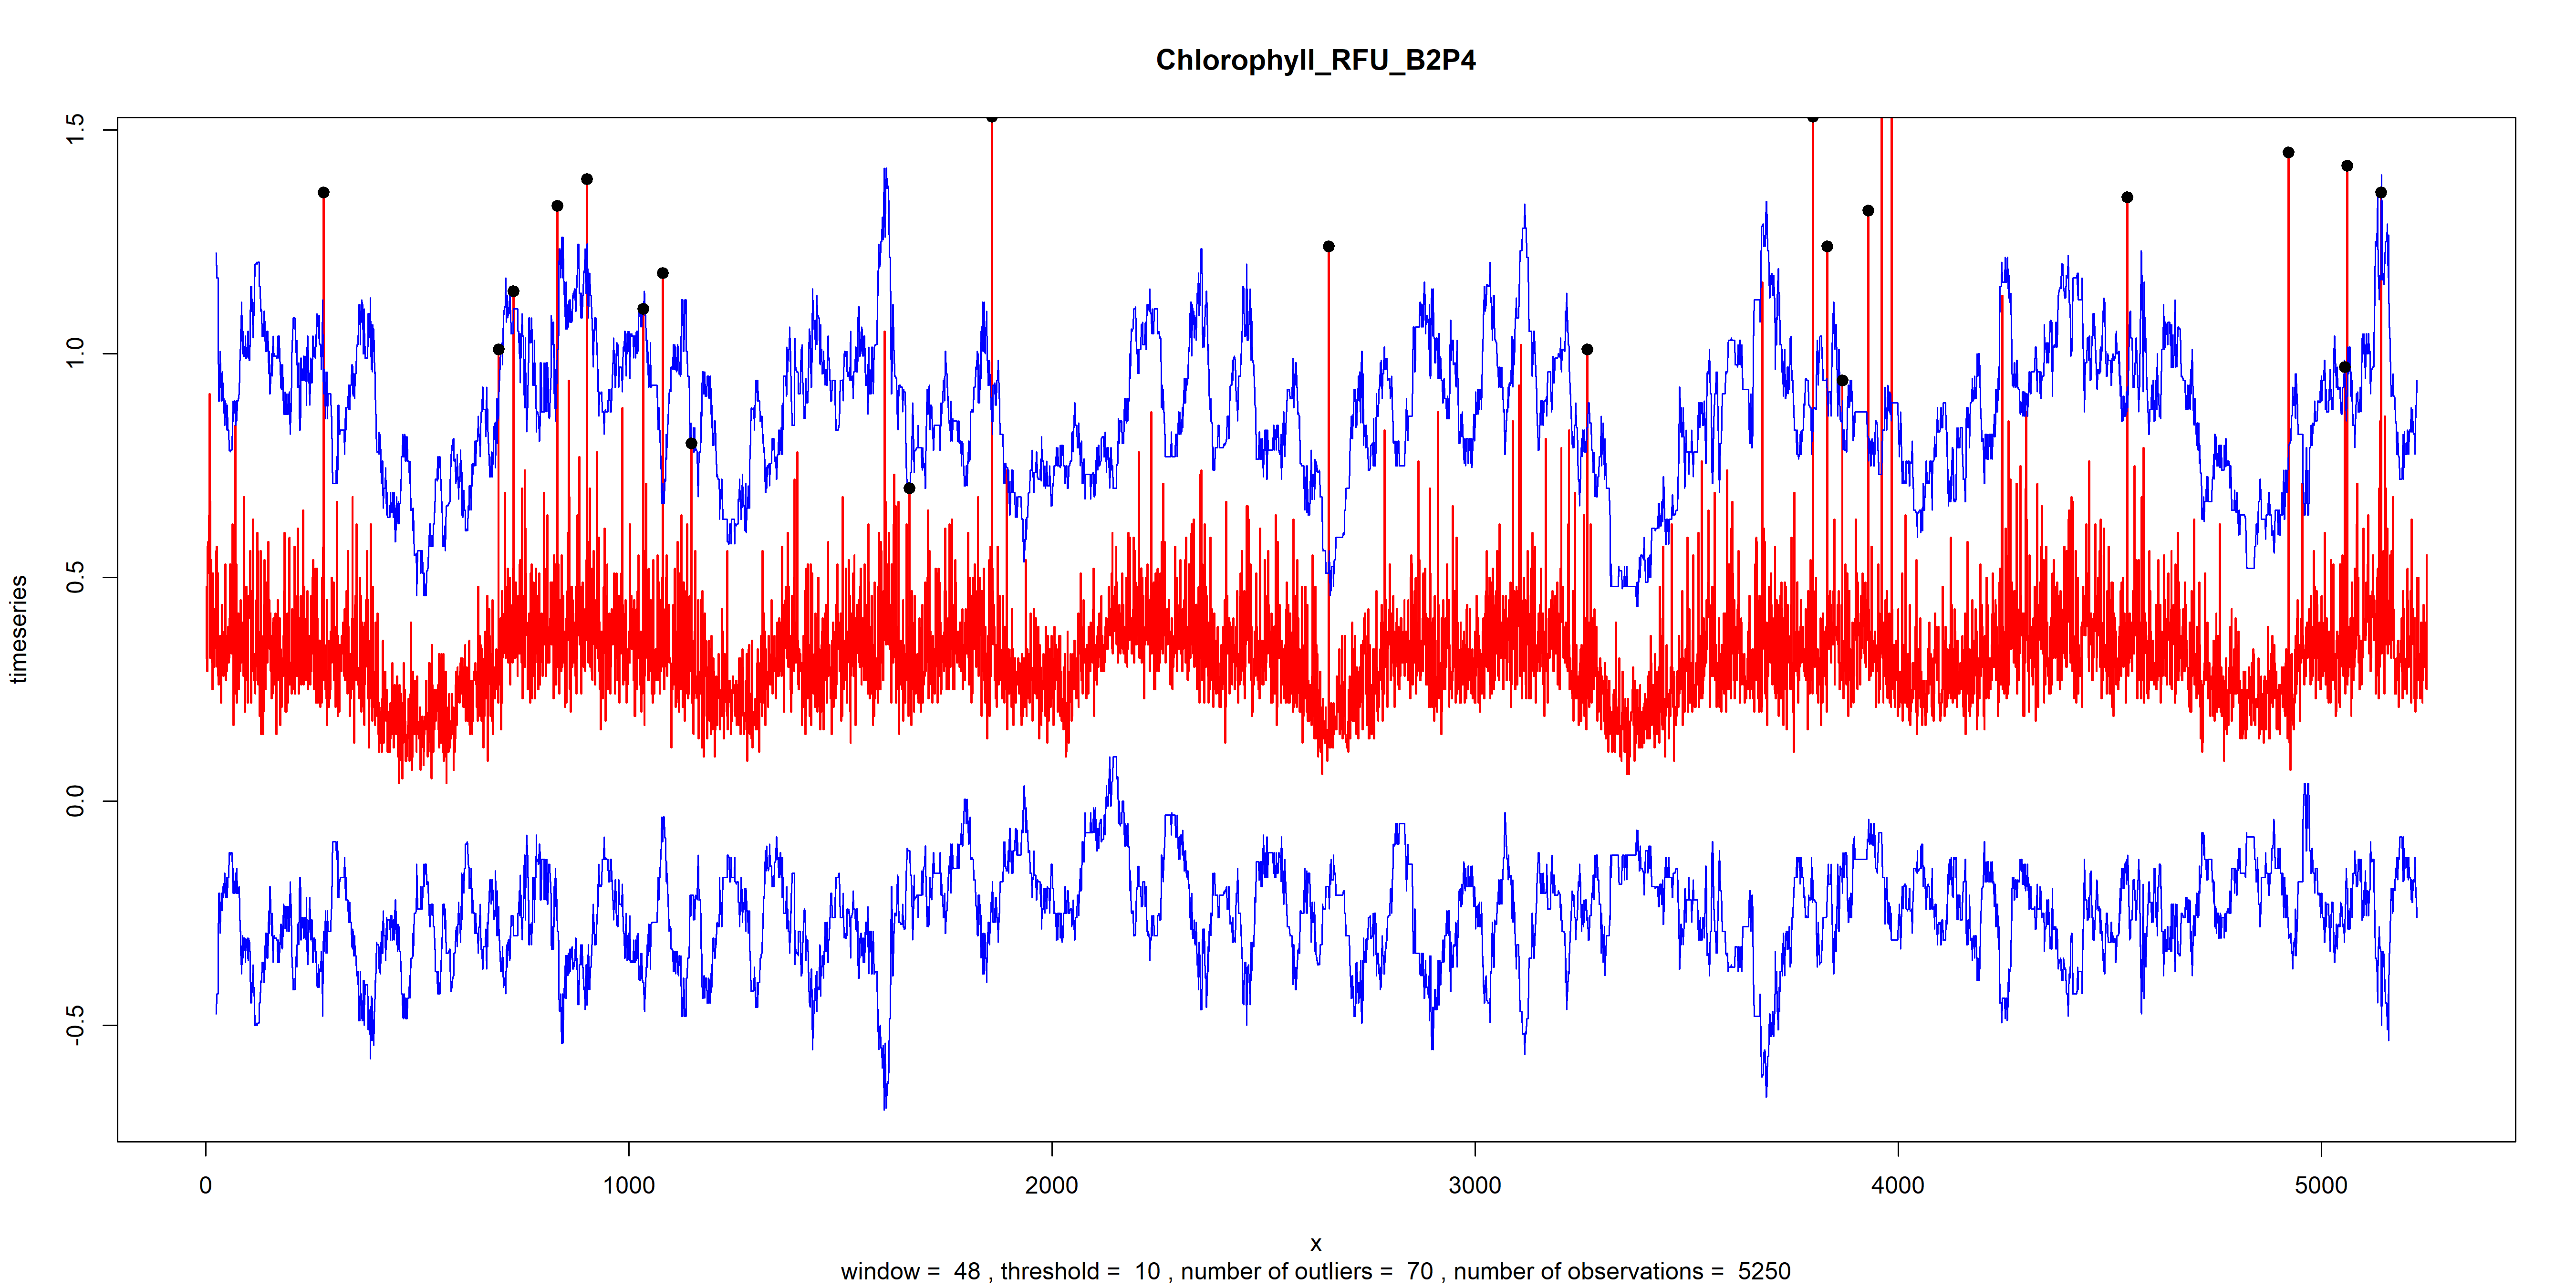 Chlorophyll_RFU_B2P4
1.5
1.0
0.5
0.0
-0.5
timeseries
0 1000 2000 3000 4000 5000
x
window = 48 , threshold = 10 , number of outliers = 70 , number of observations = 5250